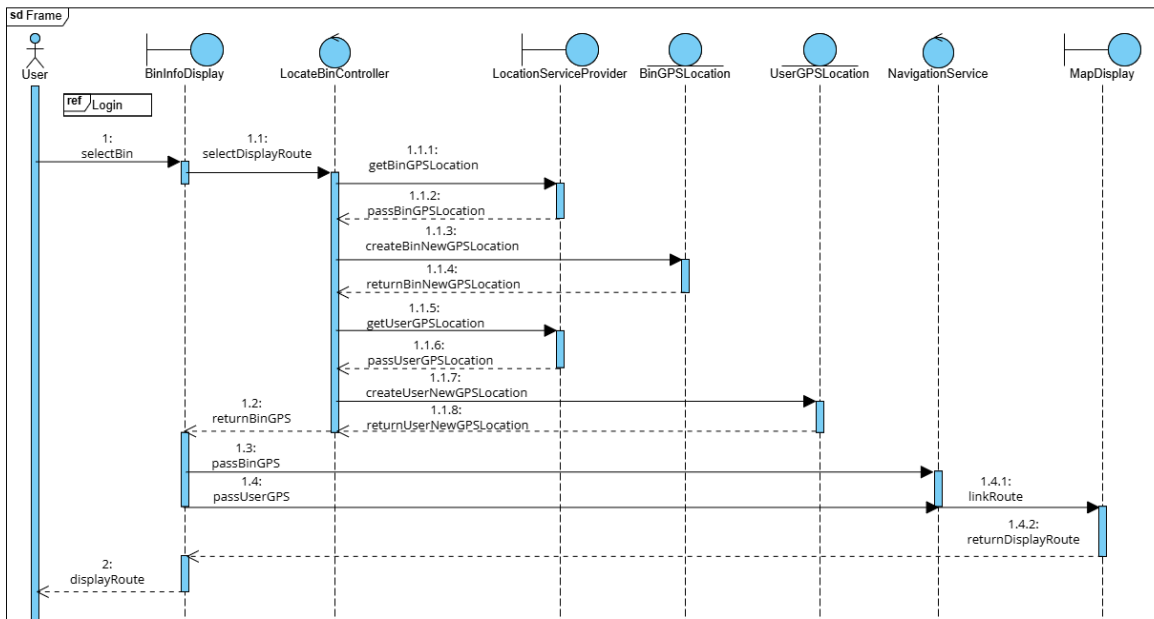 sd Frame
User
BinInfoDisplay
LocateBinController
LocationServiceProvider
BinGPSLocation
UserGPSLocation
NavigationService
MapDisplay
ref Login
1:
selectBin
1.1:
selectDisplayRoute
1.1.1:
getBinGPSLocation
1.1.2:
passBinGPSLocation
1.1.3:
createBinNewGPSLocation
1.1.4:
returnBinNewGPSLocation
1.1.5:
getUserGPSLocation
1.1.6:
passUserGPSLocation
1.1.7:
createUserNewGPSLocation
1.1.8:
returnUserNewGPSLocation
1.2:
returnBinGPS
1.3:
passBinGPS
1.4:
passUserGPS
1.4.1:
linkRoute
1.4.2:
returnDisplayRoute
2:
displayRoute